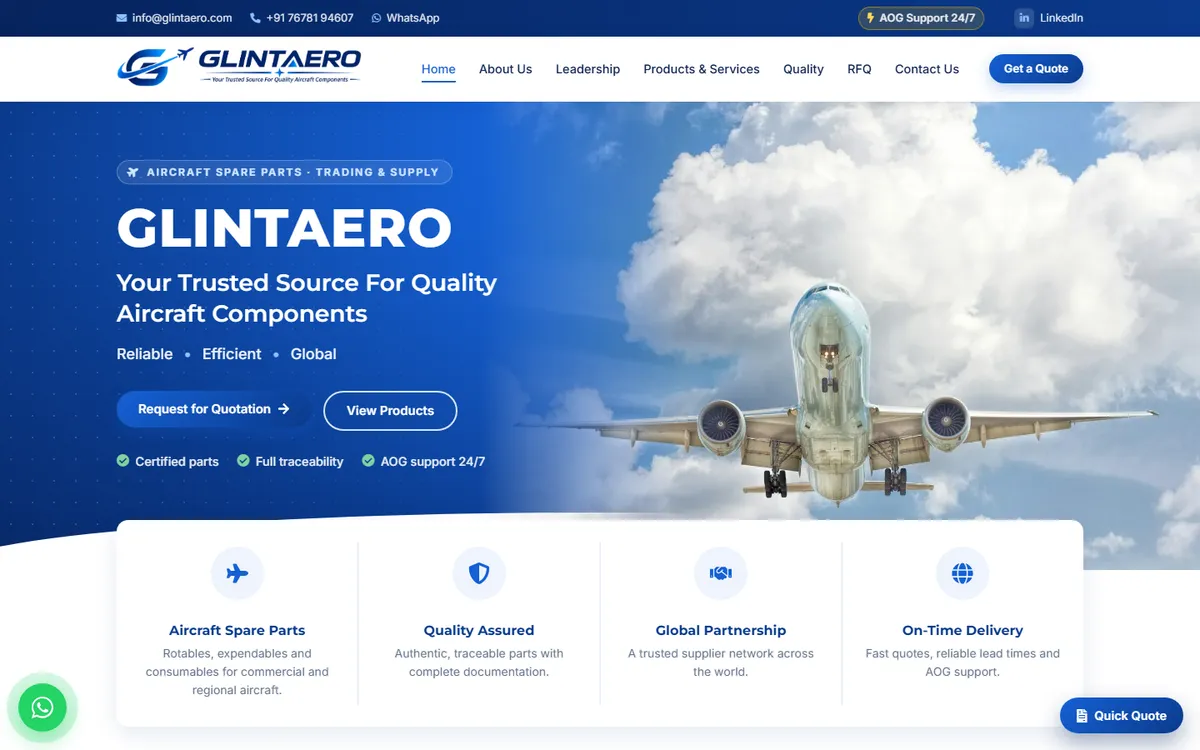 info@glintaero.com
+91 76781 94607
WhatsApp
AOG Support 24/7
in LinkedIn
GLINTAERO
Your Trusted Source For Quality Aircraft Components
Home
About Us
Leadership
Products & Services
Quality
RFQ
Contact Us
Get a Quote
AIRCRAFT SPARE PARTS · TRADING & SUPPLY
GLINTAERO
Your Trusted Source For Quality
Aircraft Components
Reliable • Efficient • Global
Request for Quotation →
View Products
Certified parts
Full traceability
AOG support 24/7
Aircraft Spare Parts
Rotables, expendables and
consumables for commercial and
regional aircraft.
Quality Assured
Authentic, traceable parts with
complete documentation.
Global Partnership
A trusted supplier network across
the world.
On-Time Delivery
Fast quotes, reliable lead times and
AOG support.
Quick Quote